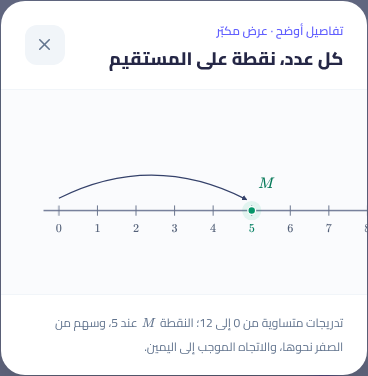 تفاصيل أوضح · عرض مكبّر
كل عدد، نقطة على المستقيم
M
0 1 2 3 4 5 6 7 8
تدريجات متساوية من 0 إلى 12؛ النقطة M عند 5، وسهم من
الصفر نحوها، والاتجاه الموجب إلى اليمين.